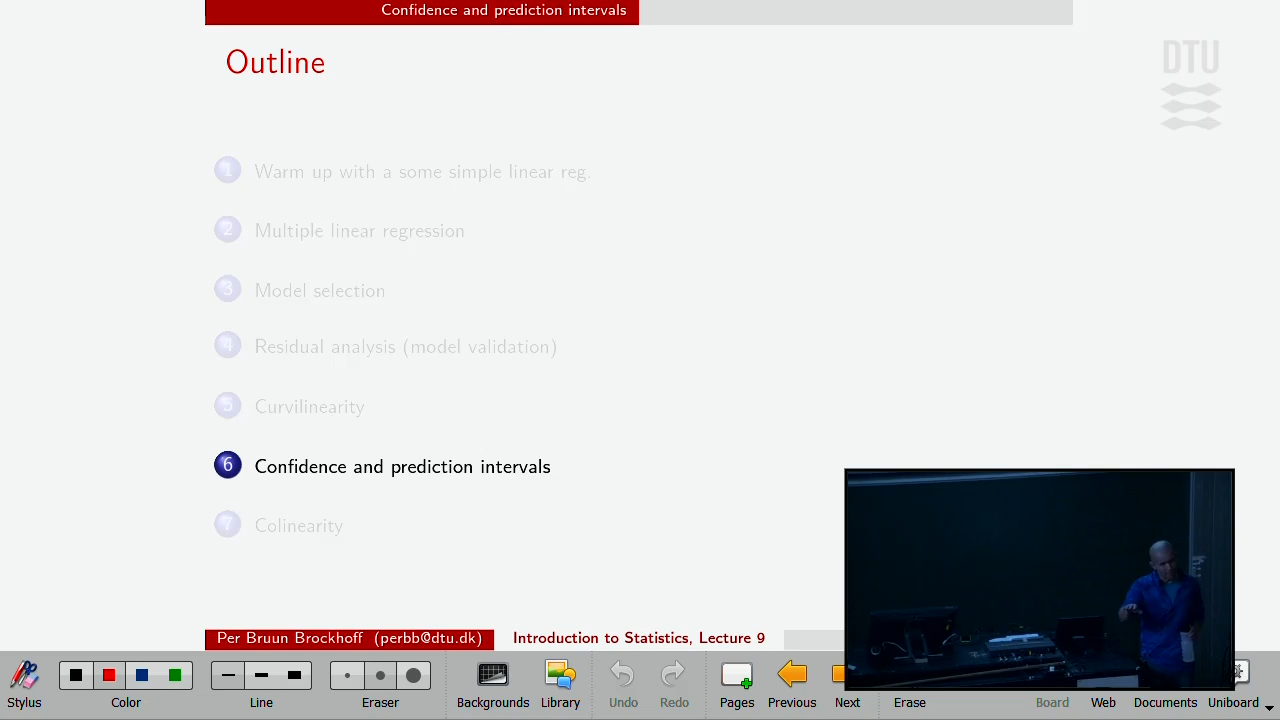 Confidence and prediction intervals
Outline
DTU
1 Warm up with a some simple linear reg.
2 Multiple linear regression
3 Model selection
4 Residual analysis (model validation)
5 Curvilinearity
6 Confidence and prediction intervals
7 Colinearity
Per Bruun Brockhoff (perbb@dtu.dk) Introduction to Statistics, Lecture 9
Stylus Color Line Eraser Backgrounds Library Undo Redo Pages Previous Next Erase Board Web Documents Uniboard